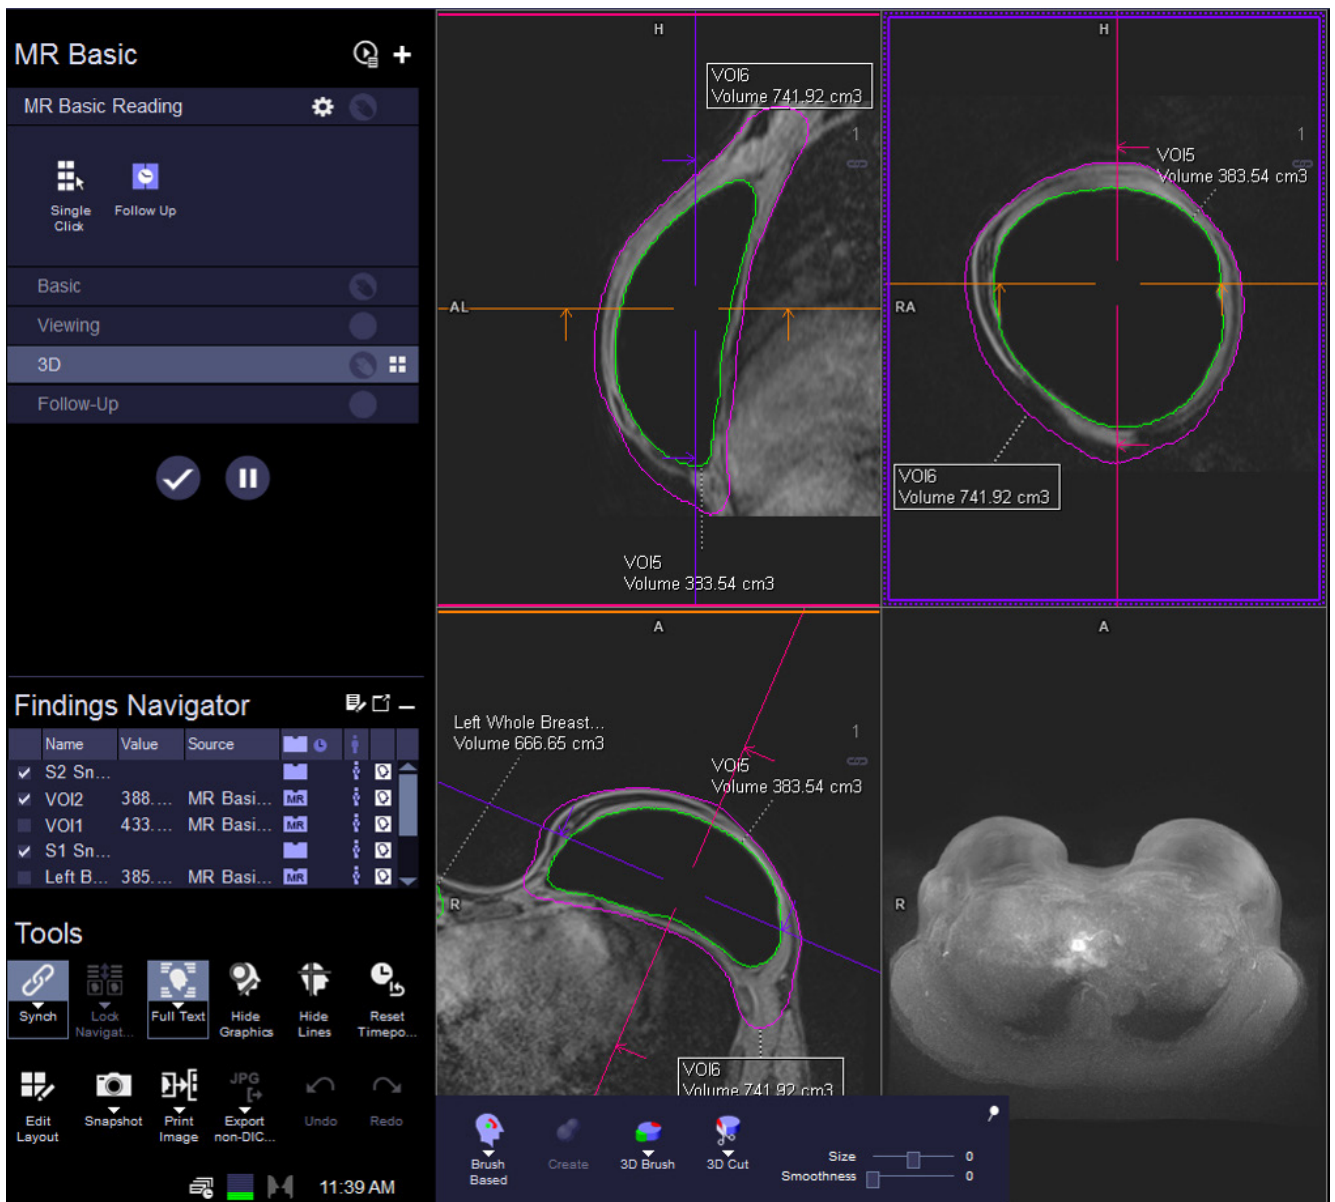 MR Basic
MR Basic Reading
Single
Click
Follow Up
Basic
Viewing
3D
Follow-Up
Findings Navigator
Name Value Source
S2 Sn...
VOI2 388.... MR Basi... MR
VOI1 433.... MR Basi... MR
S1 Sn...
Left B... 385.... MR Basi... MR
Tools
Synch
Lock
Navigat...
Full Text
Hide
Graphics
Hide
Lines
Reset
Timepo...
Edit
Layout
Snapshot
Print
Image
JPG
Export
non-DIC...
Undo
Redo
11:39 AM
H
VOI6
Volume 741.92 cm3
1
AL
VOI5
Volume 383.54 cm3
H
1
VOI5
Volume 383.54 cm3
RA
VOI6
Volume 741.92 cm3
A
Left Whole Breast...
Volume 666.65 cm3
1
VOI5
Volume 383.54 cm3
R
VOI6
Volume 741.92 cm3
A
R
Brush
Based
Create
3D Brush
3D Cut
Size 0
Smoothness 0